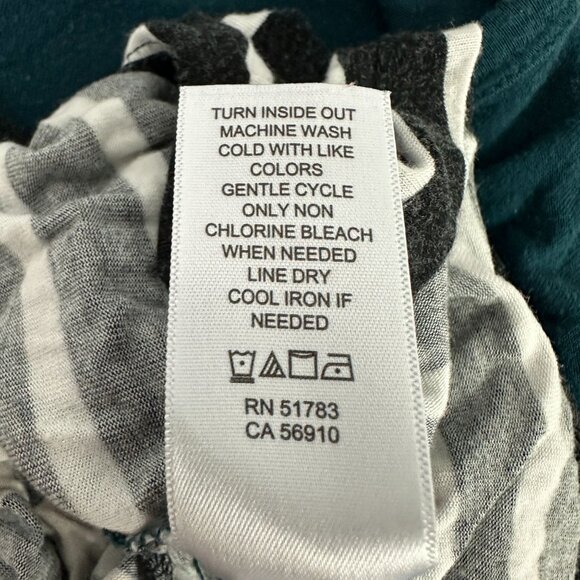 TURN INSIDE OUT
MACHINE WASH
COLD WITH LIKE
COLORS
GENTLE CYCLE
ONLY NON
CHLORINE BLEACH
WHEN NEEDED
LINE DRY
COOL IRON IF
NEEDED
RN 51783
CA 56910